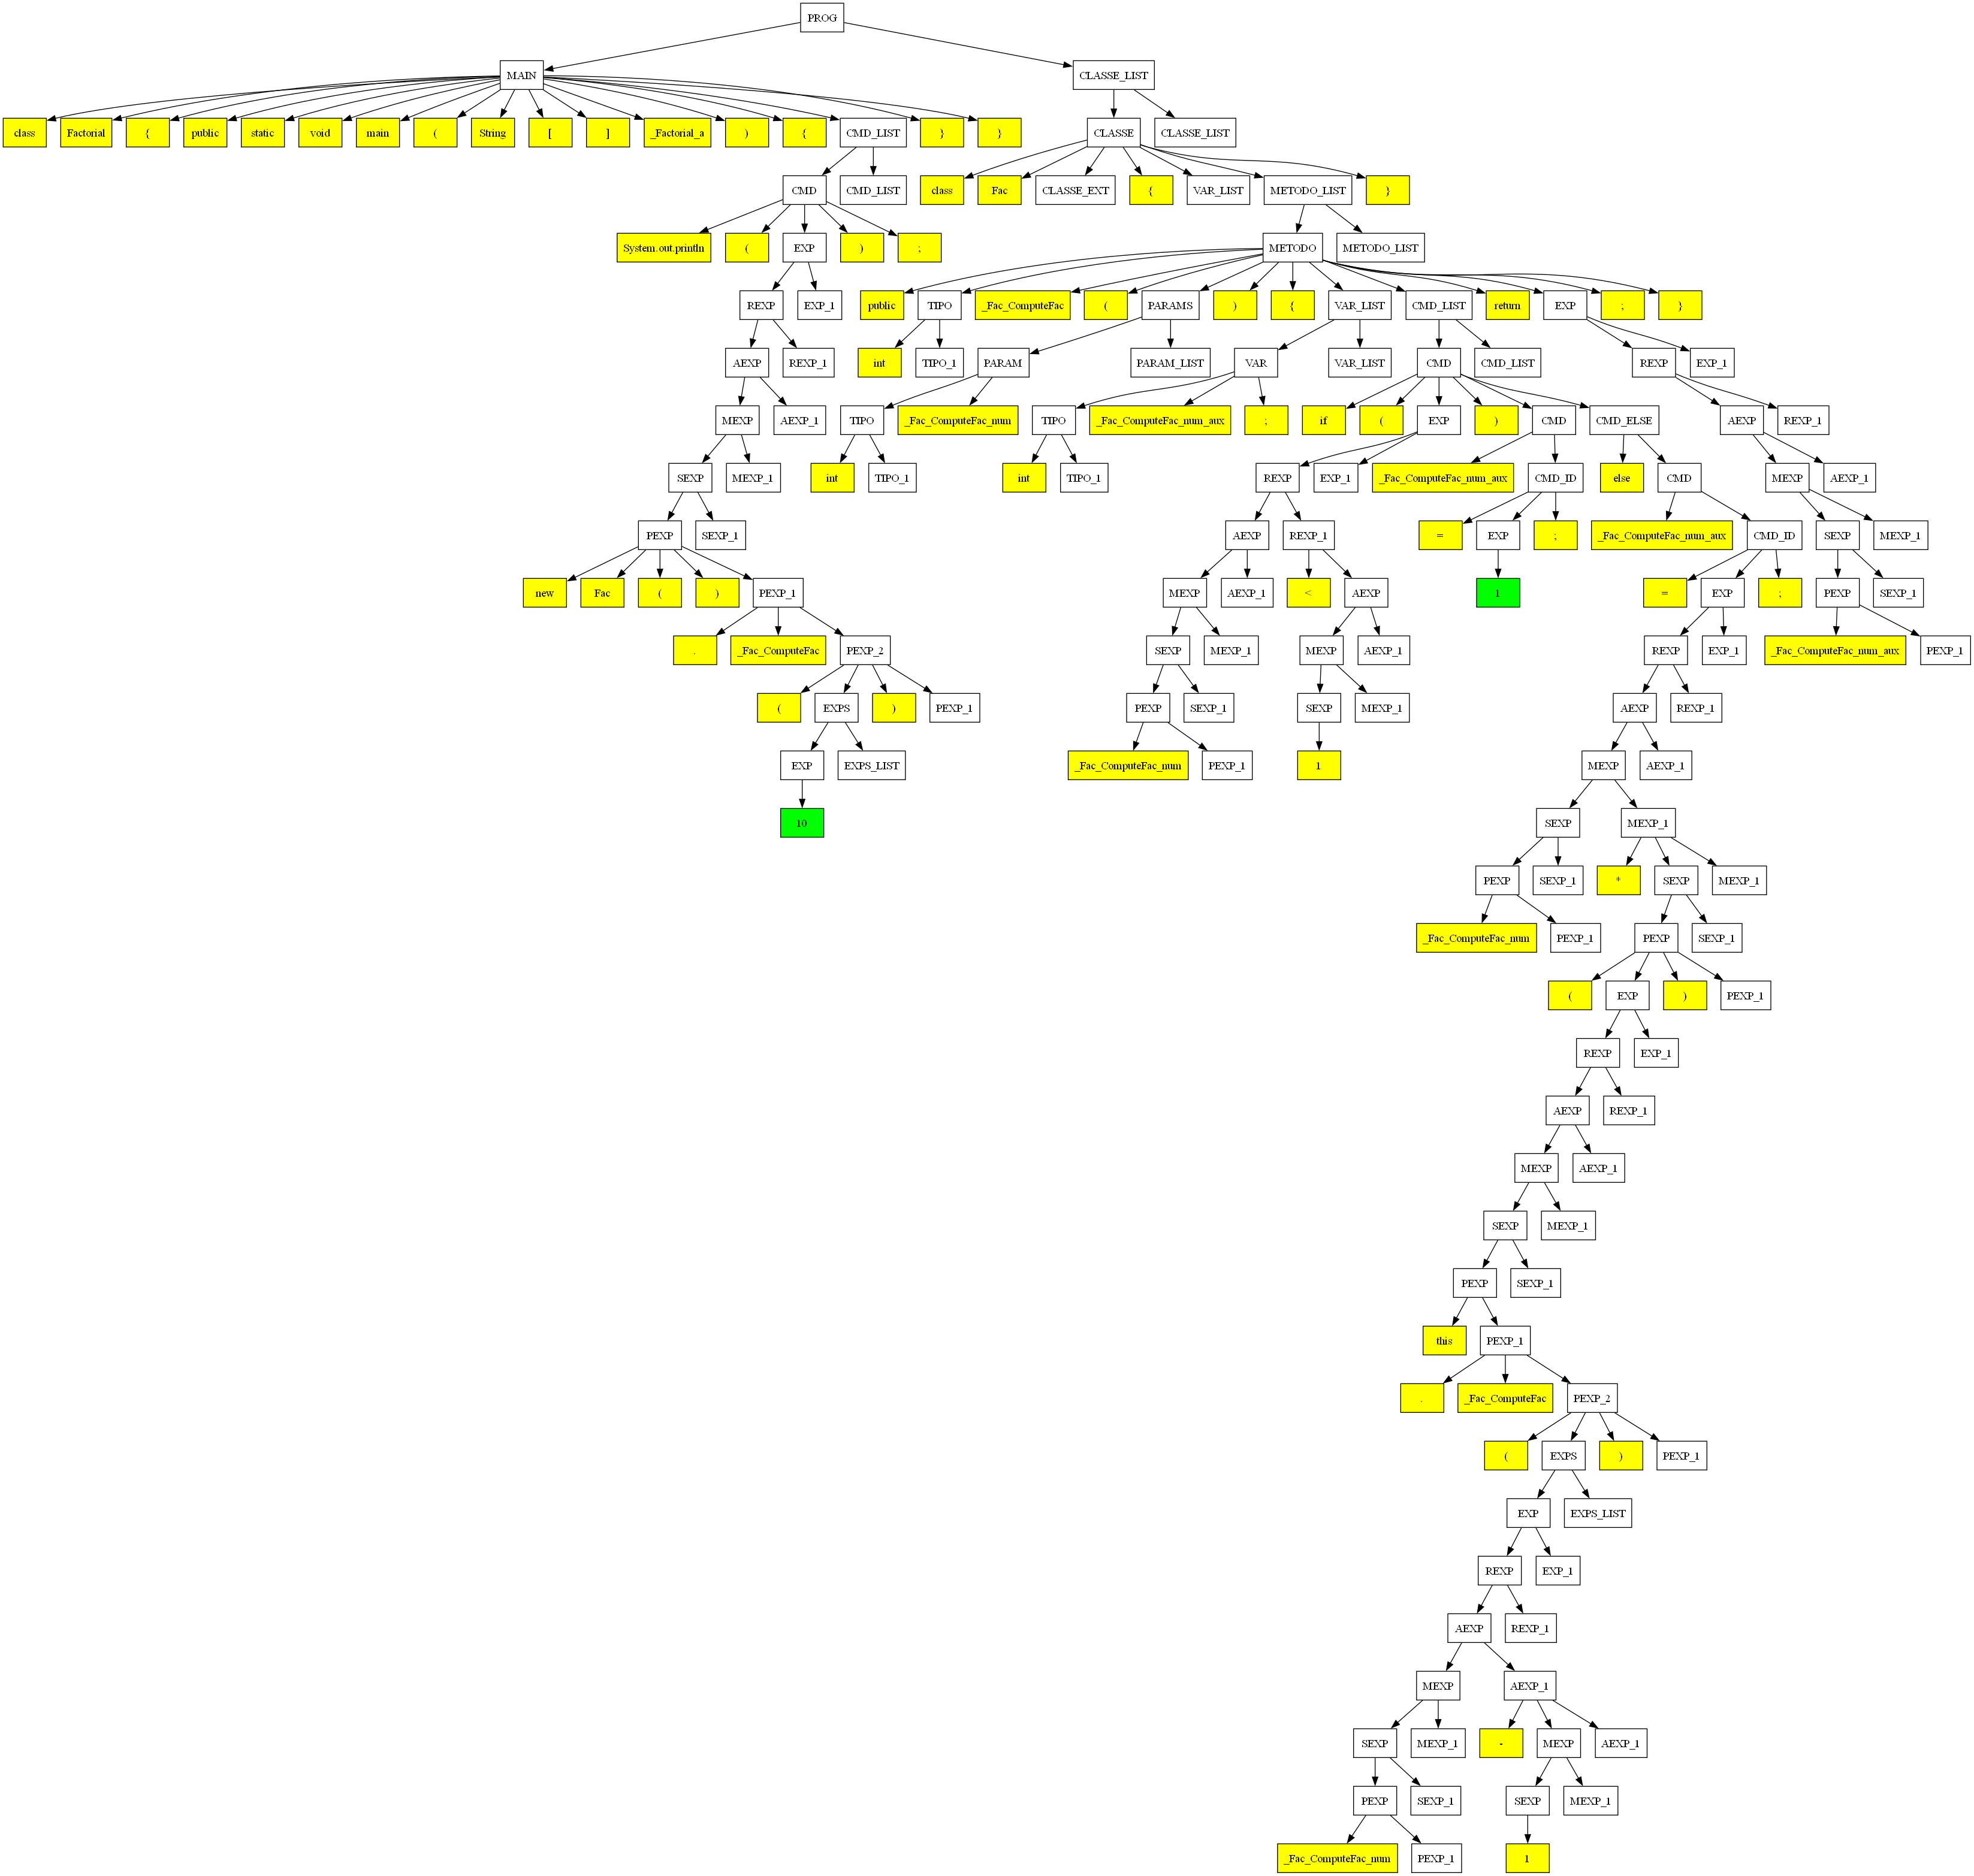 PROG
MAIN CLASSE_LIST
class Factorial { public static void main ( String [ ] _Factorial_a ) { CMD_LIST } } CLASSE CLASSE_LIST
CMD CMD_LIST class Fac CLASSE_EXT { VAR_LIST METODO_LIST }
System.out.println ( EXP ) ; METODO METODO_LIST
REXP EXP_1 public TIPO _Fac_ComputeFac ( PARAMS ) { VAR_LIST CMD_LIST return EXP ; }
AEXP REXP_1 int TIPO_1 PARAM PARAM_LIST VAR VAR_LIST CMD CMD_LIST REXP EXP_1
MEXP AEXP_1 TIPO _Fac_ComputeFac_num TIPO _Fac_ComputeFac_num_aux ; if ( EXP ) CMD CMD_ELSE AEXP REXP_1
SEXP MEXP_1 int TIPO_1 int TIPO_1 REXP EXP_1 _Fac_ComputeFac_num_aux CMD_ID else CMD MEXP AEXP_1
PEXP SEXP_1 AEXP REXP_1 = EXP ; _Fac_ComputeFac_num_aux CMD_ID SEXP MEXP_1
new Fac ( ) PEXP_1 MEXP AEXP_1 < AEXP 1 = EXP ; PEXP SEXP_1
. _Fac_ComputeFac PEXP_2 SEXP MEXP_1 MEXP AEXP_1 REXP EXP_1 _Fac_ComputeFac_num_aux PEXP_1
( EXPS ) PEXP_1 PEXP SEXP_1 SEXP MEXP_1 AEXP REXP_1
EXP EXPS_LIST _Fac_ComputeFac_num PEXP_1 1 MEXP AEXP_1
10 SEXP MEXP_1
PEXP SEXP_1 * SEXP MEXP_1
_Fac_ComputeFac_num PEXP_1 PEXP SEXP_1
( EXP ) PEXP_1
REXP EXP_1
AEXP REXP_1
MEXP AEXP_1
SEXP MEXP_1
PEXP SEXP_1
this PEXP_1
. _Fac_ComputeFac PEXP_2
( EXPS ) PEXP_1
EXP EXPS_LIST
REXP EXP_1
AEXP REXP_1
MEXP AEXP_1
SEXP MEXP_1 - MEXP AEXP_1
PEXP SEXP_1 SEXP MEXP_1
_Fac_ComputeFac_num PEXP_1 1